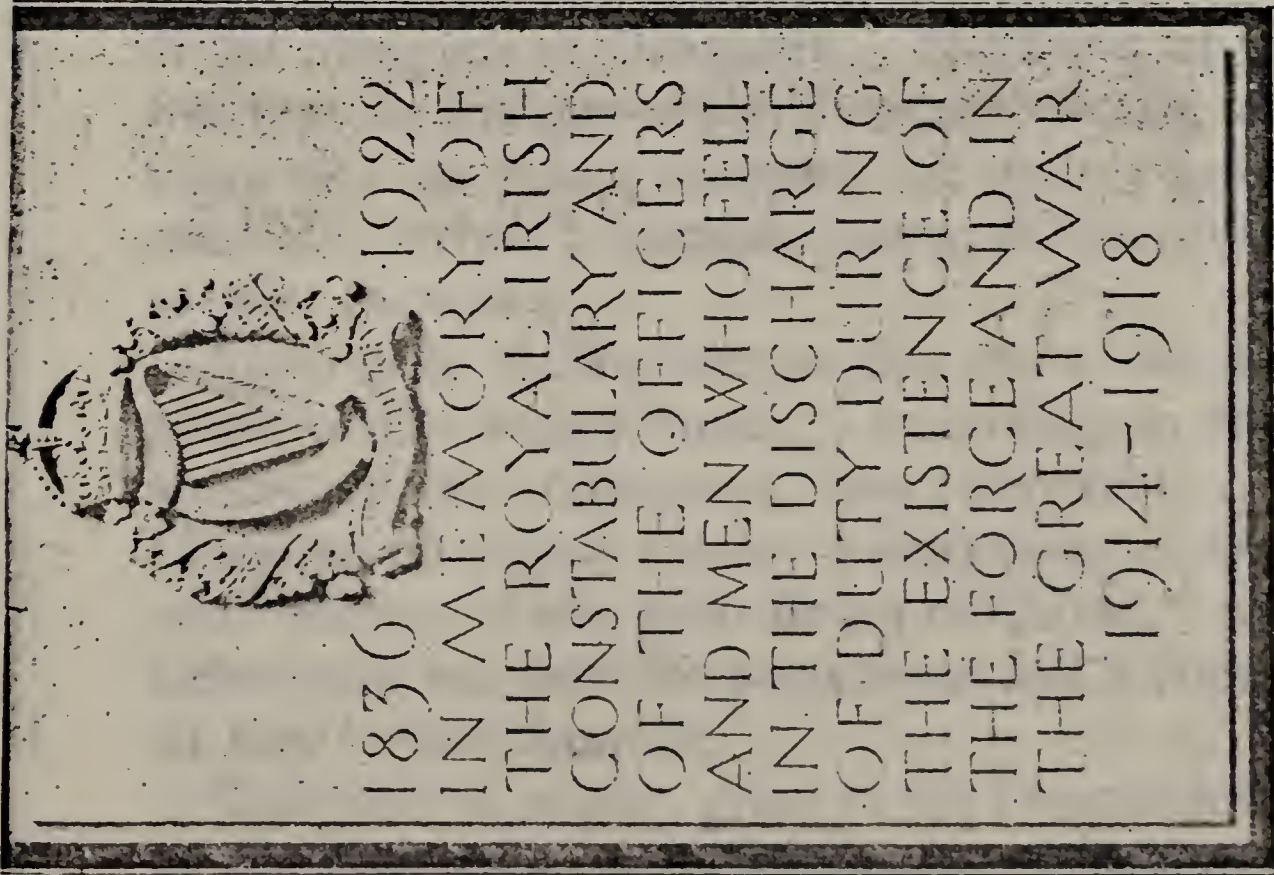 1836 1922
IN MEMORY OF
THE ROYAL IRISH
CONSTABULARY AND
OF THE OFFICERS
AND MEN WHO FELL
IN THE DISCHARGE
OF DUTY DURING
THE EXISTENCE OF
THE FORCE AND IN
THE GREAT WAR
1914–1918